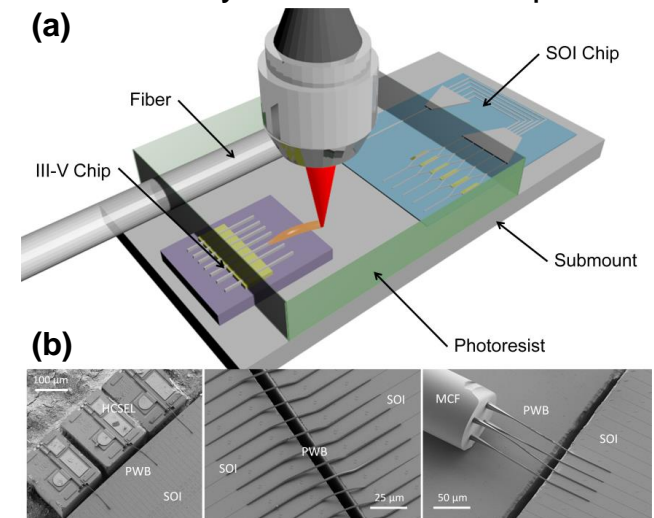 (a)
SOI Chip
Fiber
III-V Chip
Submount
Photoresist
(b)
100 µm
HCSEL
PWB
SOI
SOI
PWB
SOI
25 µm
MCF
PWB
SOI
50 µm